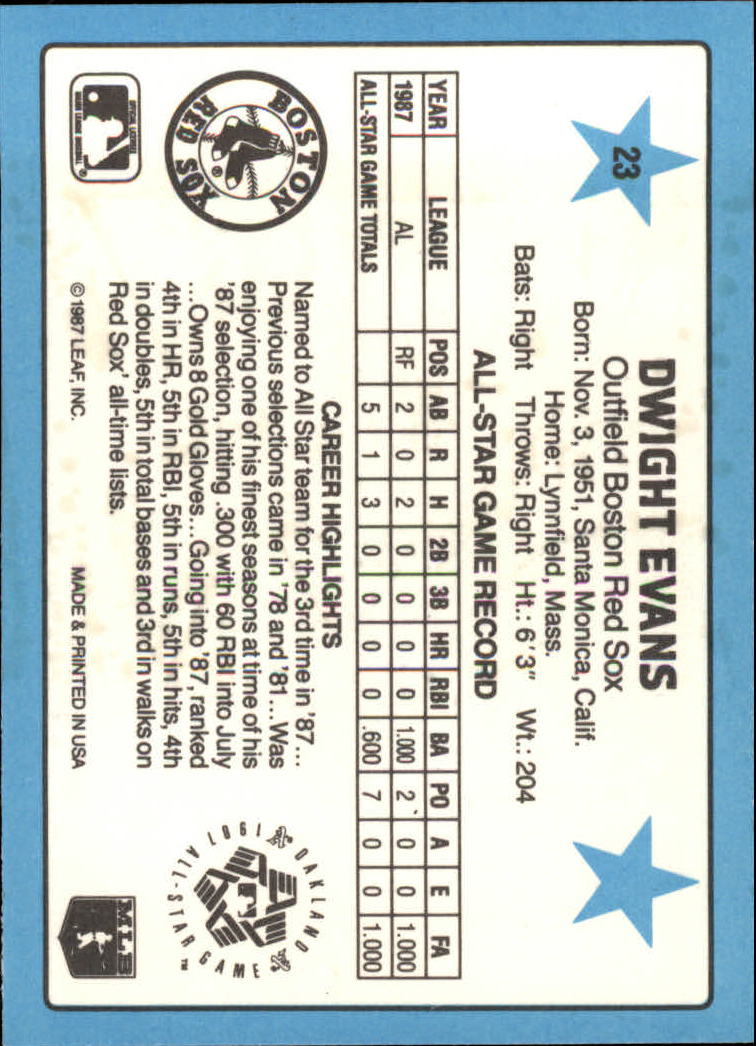 23
DWIGHT EVANS
Outfield Boston Red Sox
Born: Nov. 3, 1951, Santa Monica, Calif.
Home: Lynnfield, Mass.
Bats: Right Throws: Right Ht.: 6'3" Wt.: 204
ALL-STAR GAME RECORD
YEAR LEAGUE POS AB R H 2B 3B HR RBI BA PO A E FA
1987 AL RF 2 0 2 0 0 0 0 1.000 2 0 0 1.000
ALL-STAR GAME TOTALS 5 1 3 0 0 0 0 .600 7 0 0 1.000
BOSTON
RED SOX
®
OFFICIAL LICENSEE
MAJOR LEAGUE BASEBALL
®
CAREER HIGHLIGHTS
Named to All Star team for the 3rd time in '87...
Previous selections came in '78 and '81...Was
enjoying one of his finest seasons at time of his
'87 selection, hitting .300 with 60 RBI into July
...Owns 8 Gold Gloves...Going into '87, ranked
4th in HR, 5th in RBI, 5th in runs, 5th in hits, 4th
in doubles, 5th in total bases and 3rd in walks on
Red Sox' all-time lists.
© 1987 LEAF, INC. MADE & PRINTED IN USA
1987 A's OAKLAND
ALL-STAR GAME
™
MLB